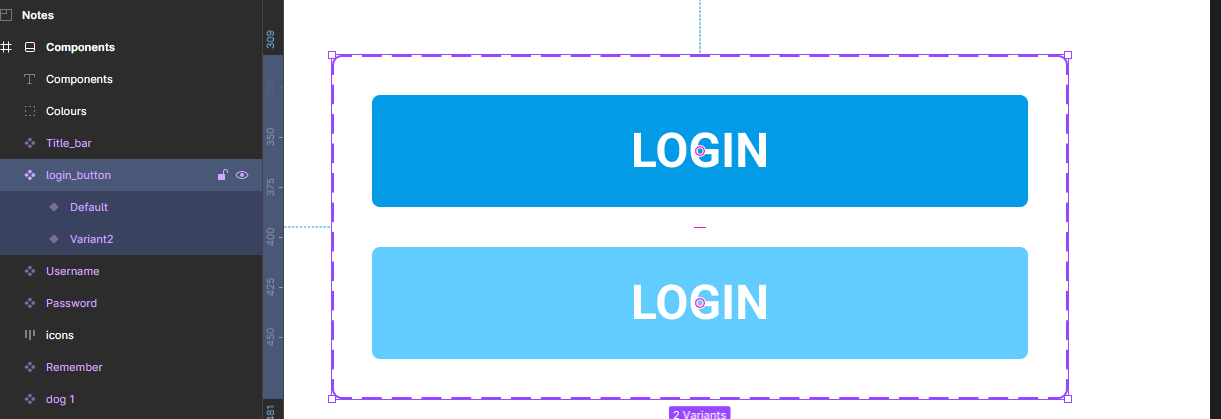 Notes
Components
Components
Colours
Title_bar
login_button
Default
Variant2
Username
Password
icons
Remember
dog 1
309
325
350
375
400
425
450
481
LOGIN
LOGIN
2 Variants